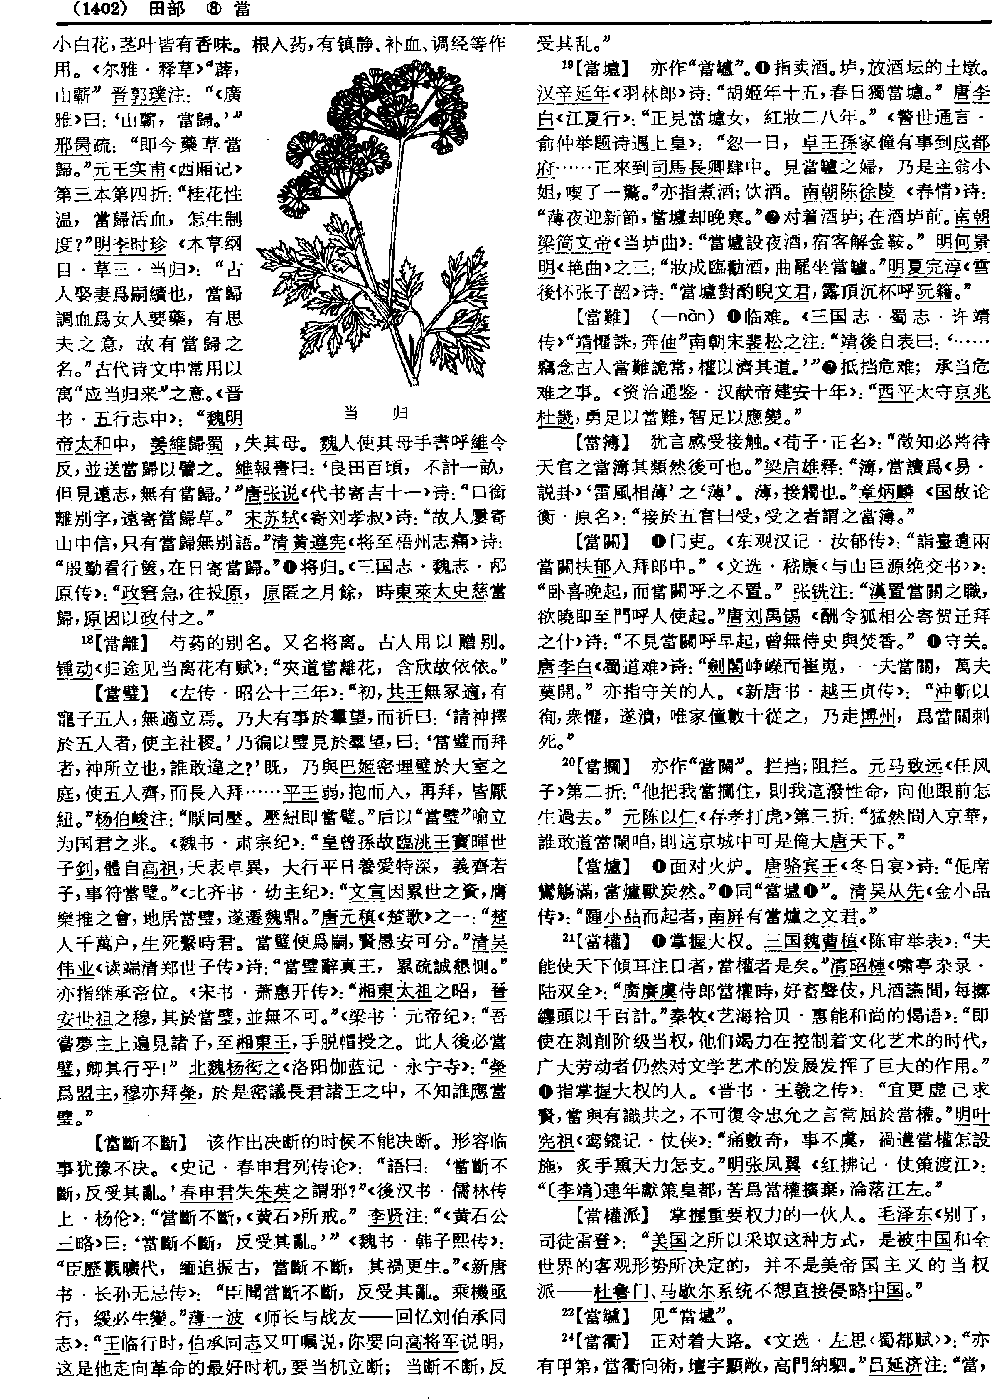 （1402） 田部 ⑧ 當
小白花，茎叶皆有香味。根入药，有镇静、补血、调经等作
用。《尔雅·释草》“薜，
山蘄” 晋郭璞注：“《廣
雅》曰：‘山蘄，當歸。’”
邢昺疏：“即今藥草當
歸。”元王实甫《西厢记》
第三本第四折：“桂花性
温，當歸活血，怎生制
度？”明李时珍《本草纲
目·草三·当归》：“古
人娶妻爲嗣續也，當歸
調血爲女人要藥，有思
夫之意，故有當歸之
名。”古代诗文中常用以
寓“应当归来”之意。《晋
书·五行志中》：“魏明
当 归
帝太和中，姜維歸蜀，失其母。魏人使其母手書呼維令
反，並送當歸以譬之。維報書曰：‘良田百頃，不計一畝，
但見遠志，無有當歸。’”唐张说《代书寄吉十一》诗：“口銜
離别字，遠寄當歸草。” 宋苏轼《寄刘孝叔》诗：“故人屢寄
山中信，只有當歸無别語。”清黄遵宪《将至梧州志痛》诗：
“殷勤看行篋，在日寄當歸。”❷将归。《三国志·魏志·邴
原传》：“政窘急，往投原，原匿之月餘，時東萊太史慈當
歸，原因以政付之。”
18【當離】 芍药的别名。又名将离。古人用以赠别。
锺动《归途见当离花有赋》：“夾道當離花，含欣故依依。”
【當璧】 《左传·昭公十三年》：“初，共王無冢適，有
寵子五人，無適立焉。乃大有事於羣望，而祈曰：‘請神擇
於五人者，使主社稷。’乃徧以璧見於羣望，曰：‘當璧而拜
者，神所立也，誰敢違之？’既，乃與巴姬密埋璧於大室之
庭，使五人齊，而長入拜……平王弱，抱而入，再拜，皆厭
紐。”杨伯峻注：“厭同壓。壓紐即當璧。”后以“當璧”喻立
为国君之兆。《魏书·肃宗纪》：“皇曾孫故臨洮王寶暉世
子釗，體自高祖，天表卓異，大行平日養愛特深，義齊若
子，事符當璧。”《北齐书·幼主纪》：“文宣因累世之資，膺
樂推之會，地居當璧，遂遷魏鼎。”唐元稹《楚歌》之一：“楚
人千萬户，生死繫時君。當璧便爲嗣，賢愚安可分。”清吴
伟业《读端清郑世子传》诗：“當璧辭真王，累疏誠懇惻。”
亦指继承帝位。《宋书·萧惠开传》：“湘東太祖之昭，晉
安世祖之穆，其於當璧，並無不可。”《梁书·元帝纪》：“吾
嘗夢主上遍見諸子，至湘東王，手脱帽授之。此人後必當
璧，卿其行乎！” 北魏杨衒之《洛阳伽蓝记·永宁寺》：“榮
爲盟主，穆亦拜榮，於是密議長君諸王之中，不知誰應當
璧。”
【當斷不斷】 该作出决断的时候不能决断。形容临
事犹豫不决。《史记·春申君列传论》：“語曰：‘當斷不
斷，反受其亂。’春申君失朱英之謂邪？”《後汉书·儒林传
上·杨伦》：“當斷不斷，《黄石》所戒。” 李贤注：“《黄石公
三略》曰：‘當斷不斷，反受其亂。’” 《魏书·韩子熙传》：
“臣歷觀曠代，緬追振古，當斷不斷，其禍更生。”《新唐
书·长孙无忌传》：“臣聞當斷不斷，反受其亂。乘機亟
行，緩必生變。”薄一波《师长与战友——回忆刘伯承同
志》：“王临行时，伯承同志又叮嘱说，你要向高将军说明，
这是他走向革命的最好时机，要当机立断；当断不断，反
受其乱。”
19【當壚】 亦作“當罏”。❶指卖酒。垆，放酒坛的土墩。
汉辛延年《羽林郎》诗：“胡姬年十五，春日獨當壚。” 唐李
白《江夏行》：“正見當壚女，紅妝二八年。”《警世通言·
俞仲举题诗遇上皇》：“忽一日，卓王孫家僮有事到成都
府……正來到司馬長卿肆中。見當罏之婦，乃是主翁小
姐，喫了一驚。”亦指煮酒；饮酒。南朝陈徐陵《春情》诗：
“薄夜迎新節，當壚却晚寒。”❷对着酒垆；在酒垆前。南朝
梁简文帝《当垆曲》：“當壚設夜酒，宿客解金鞍。” 明何景
明《艳曲》之三：“妝成臨勸酒，曲罷坐當罏。”明夏完淳《雪
後怀张子韶》诗：“當壚對酌睨文君，露頂沉杯呼阮籍。”
【當難】 （－nàn） ❶临难。《三国志·蜀志·许靖
传》“靖懼誅，奔伷”南朝宋裴松之注：“靖後自表曰：‘……
竊念古人當難詭常，權以濟其道。’”❷抵挡危难；承当危
难之事。《资治通鉴·汉献帝建安十年》：“西平太守京兆
杜畿，勇足以當難，智足以應變。”
【當簿】 犹言感受接触。《荀子·正名》：“徵知必將待
天官之當簿其類然後可也。”梁启雄释：“簿，當讀爲《易·
説卦》‘雷風相薄’之‘薄’。薄，接觸也。”章炳麟《国故论
衡·原名》：“接於五官曰受，受之者謂之當簿。”
【當關】 ❶门吏。《东观汉记·汝郁传》：“詣臺遣兩
當關扶郁入拜郎中。” 《文选·嵇康〈与山巨源绝交书〉》：
“卧喜晚起，而當關呼之不置。” 张铣注：“漢置當關之職，
欲曉即至門呼人使起。”唐刘禹锡《酬令狐相公寄贺迁拜
之什》诗：“不見當關呼早起，曾無侍史與焚香。” ❷守关。
唐李白《蜀道难》诗：“劍閣崢嶸而崔嵬，一夫當關，萬夫
莫開。” 亦指守关的人。《新唐书·越王贞传》：“沖斬以
徇，衆懼，遂潰，唯家僮數十從之，乃走博州，爲當關刺
死。”
20【當攔】 亦作“當闌”。拦挡；阻拦。元马致远《任风
子》第二折：“他把我當攔住，則我這潑性命，向他眼前怎
生過去。” 元陈以仁《存孝打虎》第三折：“猛然間入京華，
誰敢道當闌咱，則這京城中可是俺大唐天下。”
【當爐】 ❶面对火炉。唐骆宾王《冬日宴》诗：“促席
鸞觴滿，當爐獸炭然。”❷同“當壚❶”。清吴从先《金小品
传》：“顧小品而起者，南屏有當爐之文君。”
21【當權】 ❶掌握大权。三国魏曹植《陈审举表》：“夫
能使天下傾耳注目者，當權者是矣。”清昭槤《啸亭杂录·
陆双全》：“廣賡虞侍郎當權時，好畜聲伎，凡酒讌間，每擲
纏頭以千百計。”秦牧《艺海拾贝·惠能和尚的偈语》：“即
使在剥削阶级当权，他们竭力在控制着文化艺术的时代，
广大劳动者仍然对文学艺术的发展发挥了巨大的作用。”
❷指掌握大权的人。《晋书·王羲之传》：“宜更虚己求
賢，當與有識共之，不可復令忠允之言常屈於當權。”明叶
宪祖《鸾鎞记·仗侠》：“痛數奇，事不虞，禍遭當權怎設
施，炙手熏天力怎支。”明张凤翼《红拂记·仗策渡江》：
“〔李靖〕連年獻策皇都，苦爲當權擯棄，淪落江左。”
【當權派】 掌握重要权力的一伙人。毛泽东《别了，
司徒雷登》：“美国之所以采取这种方式，是被中国和全
世界的客观形势所决定的，并不是美帝国主义的当权
派——杜鲁门、马歇尔系统不想直接侵略中国。”
22【當罏】 见“當壚”。
24【當衢】 正对着大路。《文选·左思〈蜀都赋〉》：“亦
有甲第，當衢向術，壇宇顯敞，高門納駟。”吕延济注：“當，